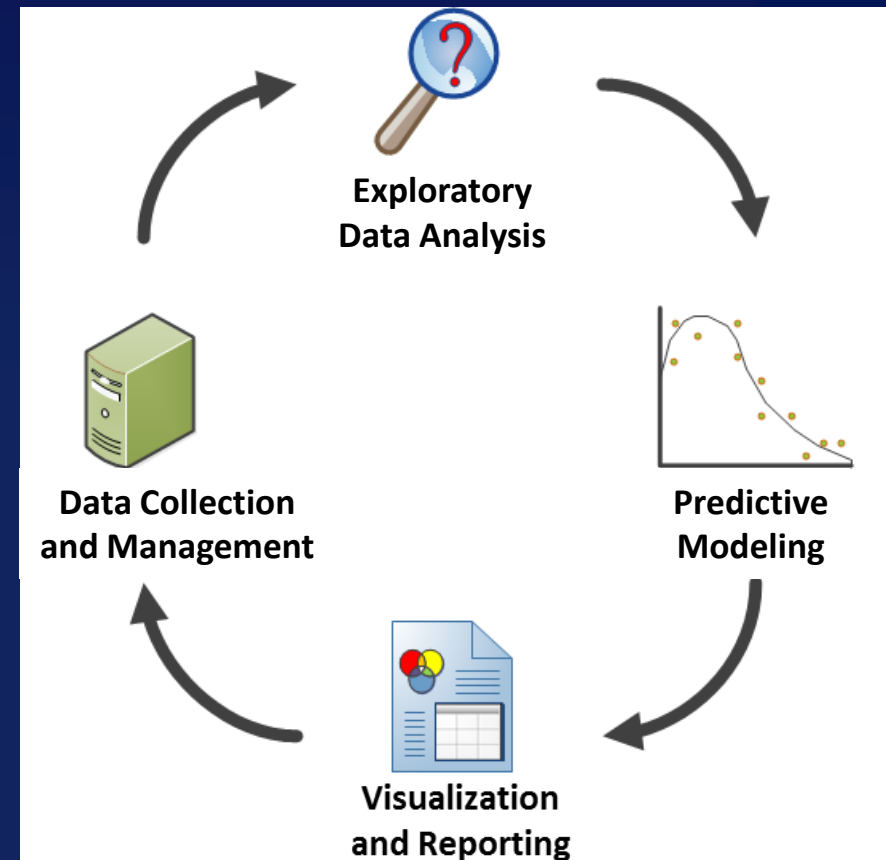 ?
Exploratory
Data Analysis
Data Collection
and Management
Predictive
Modeling
Visualization
and Reporting